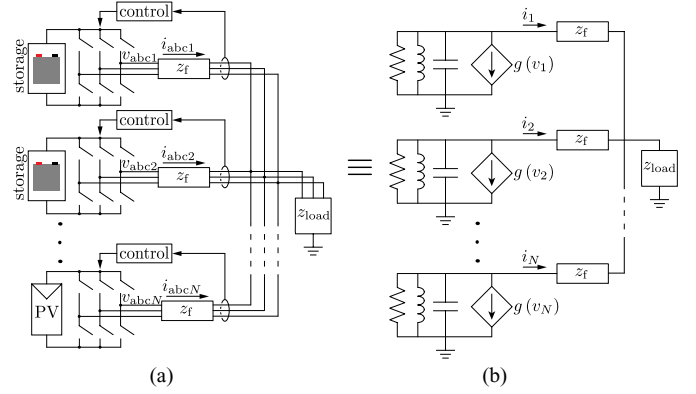 control
storage
v_abc1
i_abc1
z_f
control
storage
v_abc2
i_abc2
z_f
z_load
control
PV
v_abcN
i_abcN
z_f
(a)
≡
i_1
z_f
g (v_1)
i_2
z_f
g (v_2)
z_load
i_N
z_f
g (v_N)
(b)